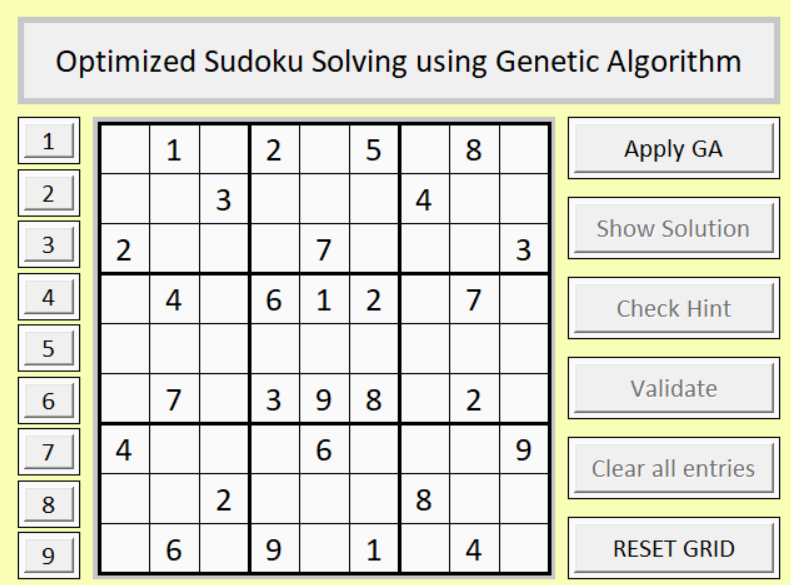 Optimized Sudoku Solving using Genetic Algorithm
1
2
3
4
5
6
7
8
9
1 2 5 8
3 4
2 7 3
4 6 1 2 7
7 3 9 8 2
4 6 9
2 8
6 9 1 4
Apply GA
Show Solution
Check Hint
Validate
Clear all entries
RESET GRID